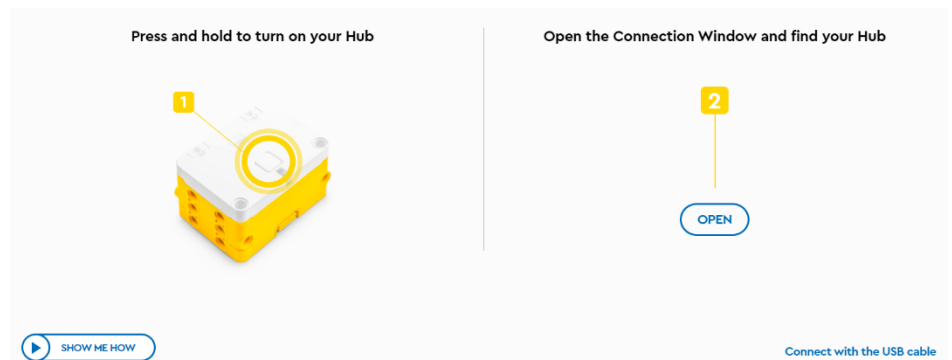 Press and hold to turn on your Hub
1
Open the Connection Window and find your Hub
2
OPEN
SHOW ME HOW
Connect with the USB cable